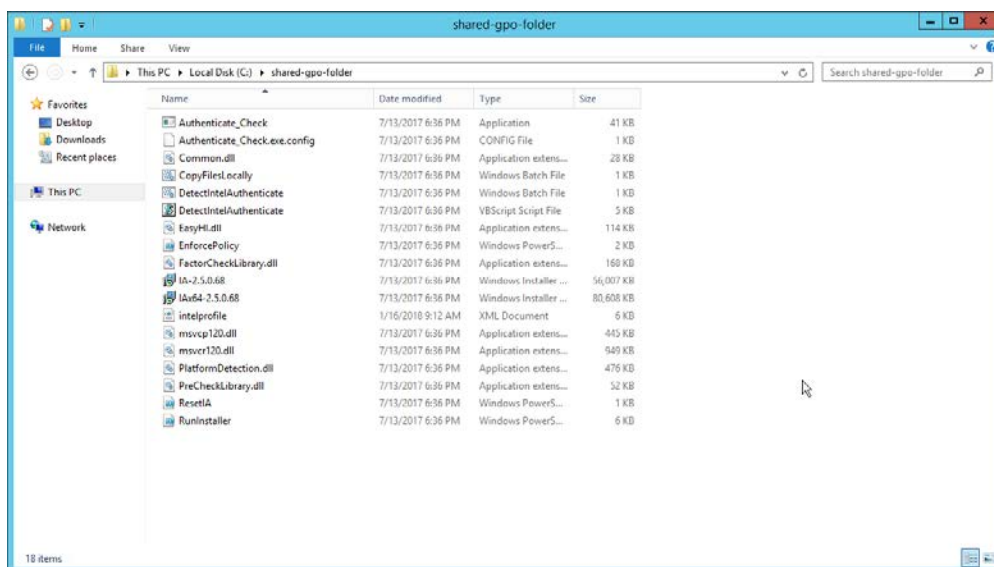 shared-gpo-folder
File Home Share View
This PC Local Disk (C:) shared-gpo-folder Search shared-gpo-folder
Favorites
Desktop
Downloads
Recent places
This PC
Network
Name Date modified Type Size
Authenticate_Check 7/13/2017 6:36 PM Application 41 KB
Authenticate_Check.exe.config 7/13/2017 6:36 PM CONFIG File 1 KB
Common.dll 7/13/2017 6:36 PM Application extens... 28 KB
CopyFilesLocally 7/13/2017 6:36 PM Windows Batch File 1 KB
DetectIntelAuthenticate 7/13/2017 6:36 PM Windows Batch File 1 KB
DetectIntelAuthenticate 7/13/2017 6:36 PM VBScript Script File 5 KB
EasyHI.dll 7/13/2017 6:36 PM Application extens... 114 KB
EnforcePolicy 7/13/2017 6:36 PM Windows PowerS... 2 KB
FactorCheckLibrary.dll 7/13/2017 6:36 PM Application extens... 168 KB
IA-2.5.0.68 7/13/2017 6:36 PM Windows Installer ... 56,007 KB
IAx64-2.5.0.68 7/13/2017 6:36 PM Windows Installer ... 80,608 KB
intelprofile 1/16/2018 9:12 AM XML Document 6 KB
msvcp120.dll 7/13/2017 6:36 PM Application extens... 445 KB
msvcr120.dll 7/13/2017 6:36 PM Application extens... 949 KB
PlatformDetection.dll 7/13/2017 6:36 PM Application extens... 476 KB
PreCheckLibrary.dll 7/13/2017 6:36 PM Application extens... 52 KB
ResetIA 7/13/2017 6:36 PM Windows PowerS... 1 KB
RunInstaller 7/13/2017 6:36 PM Windows PowerS... 6 KB
18 items